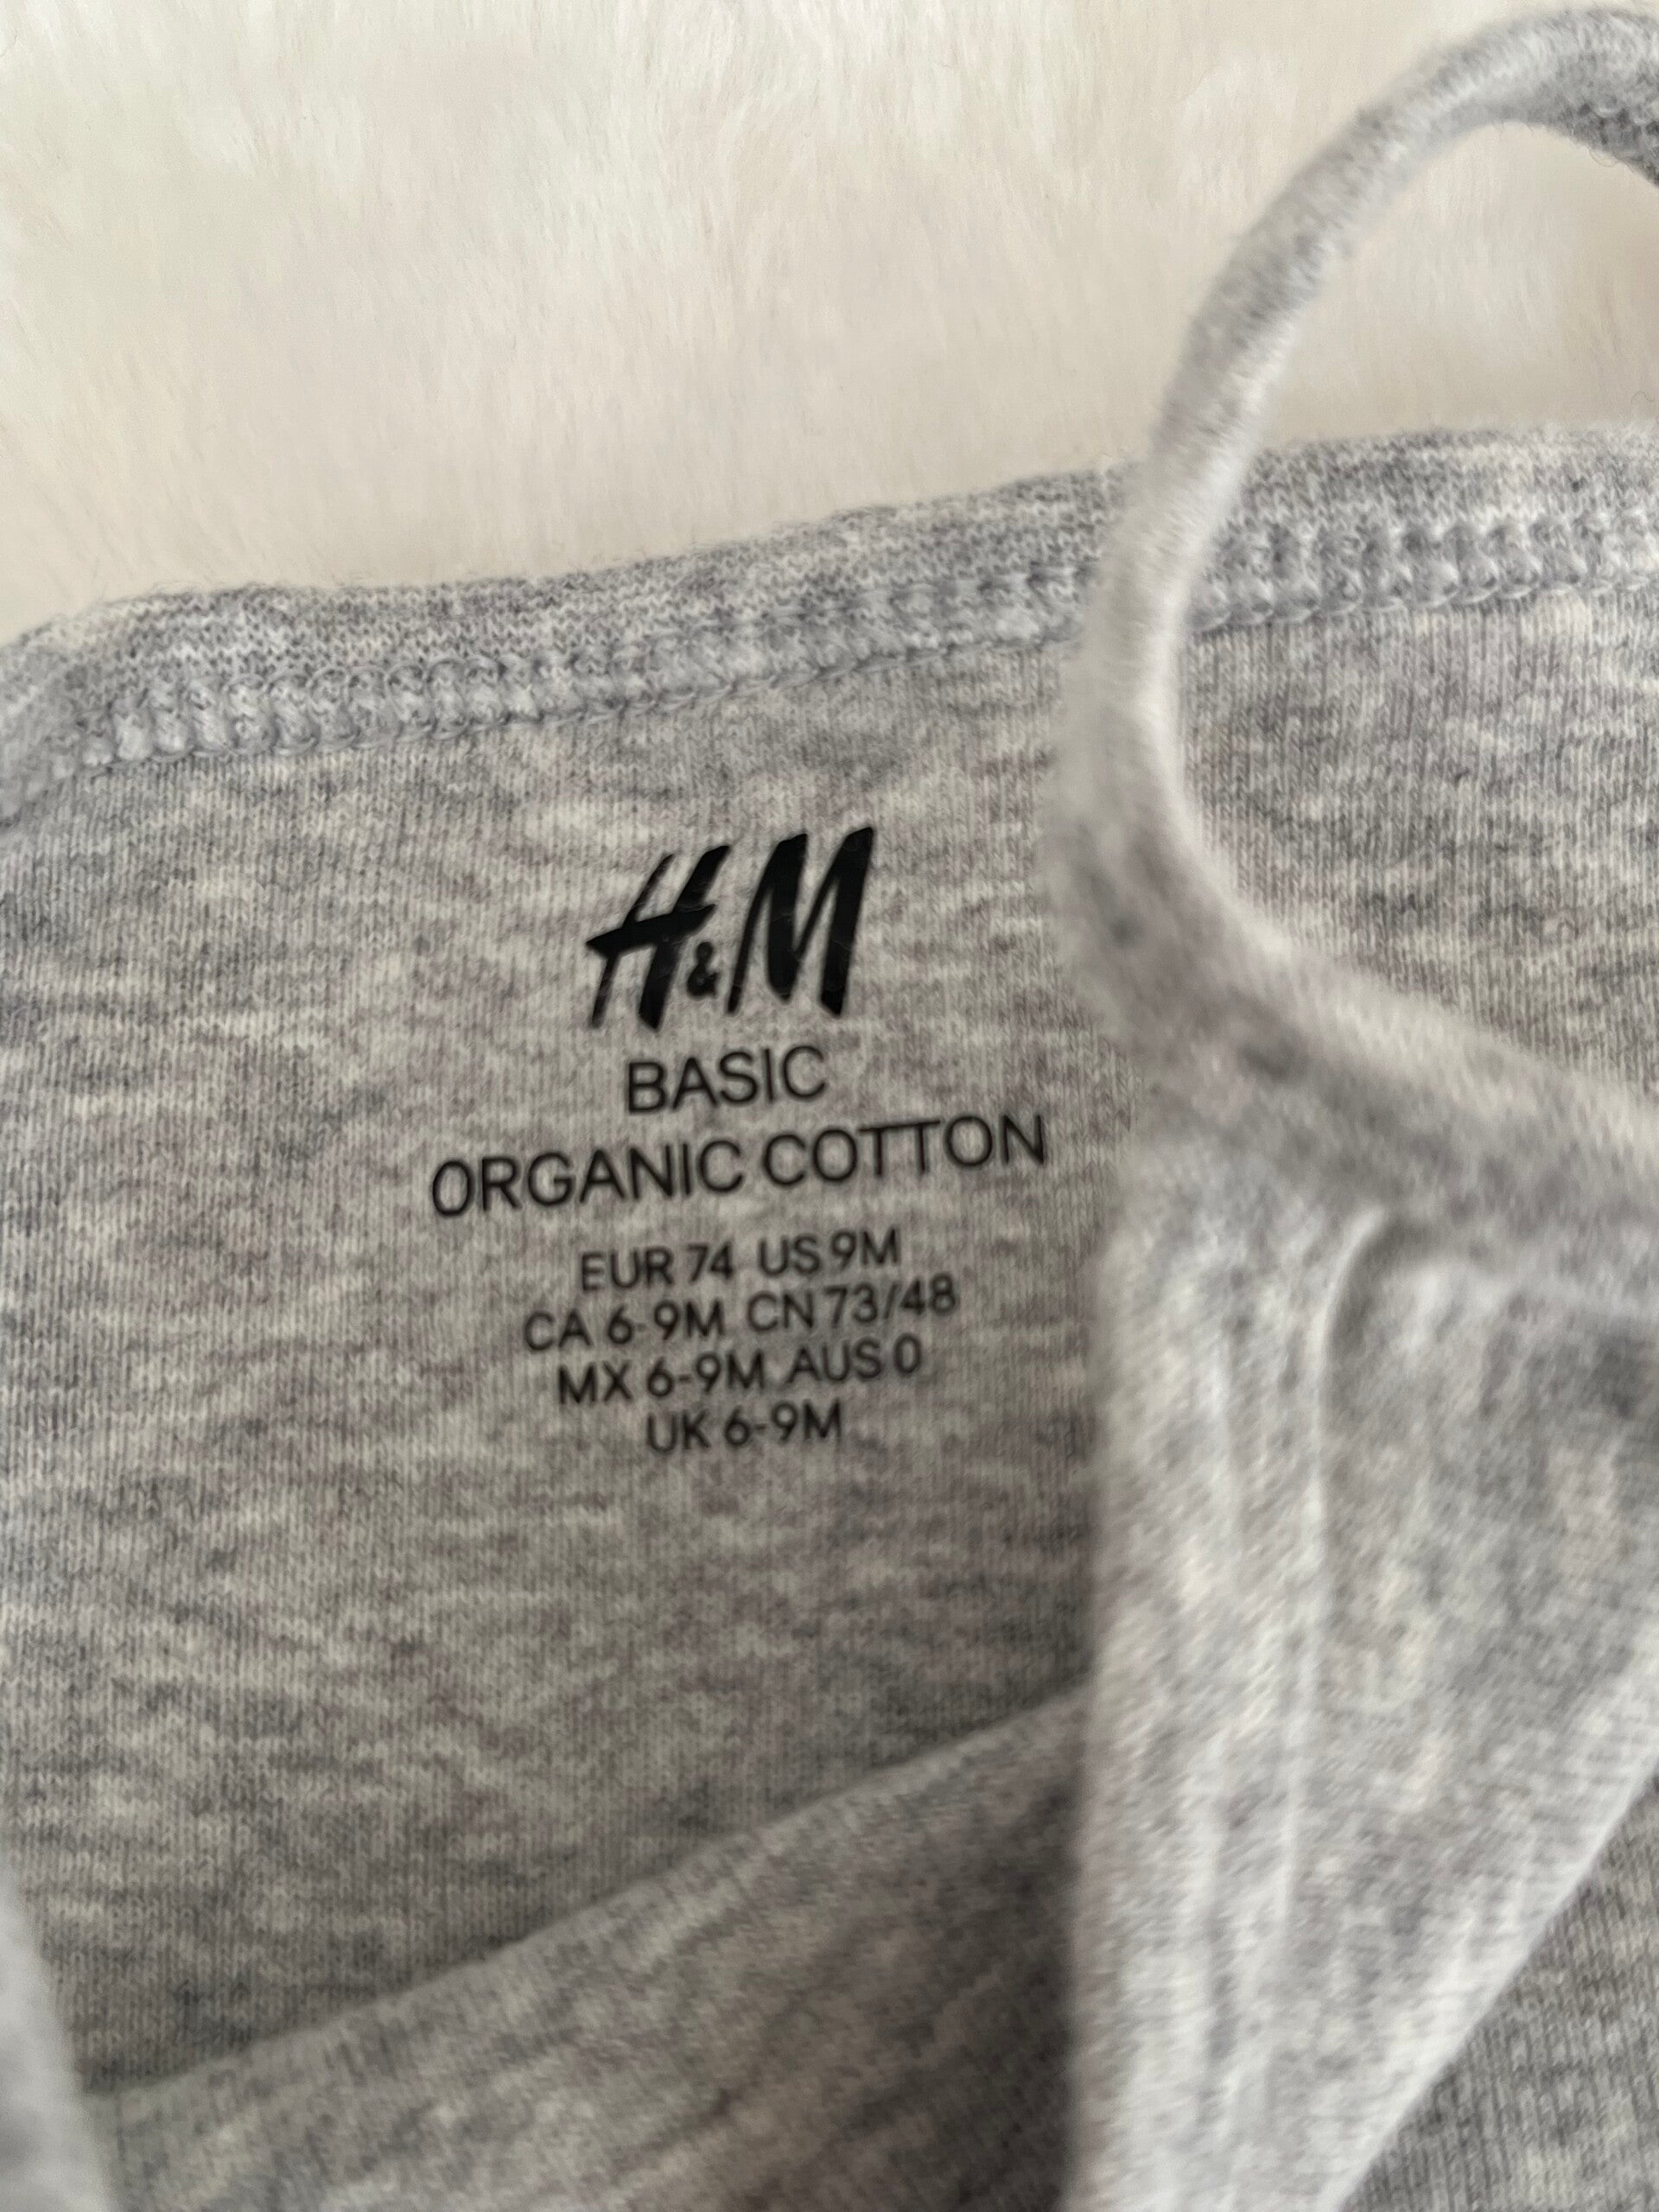 H&M
BASIC
ORGANIC COTTON
EUR 74 US 9M
CA 6-9M CN 73/48
MX 6-9M AUS 0
UK 6-9M